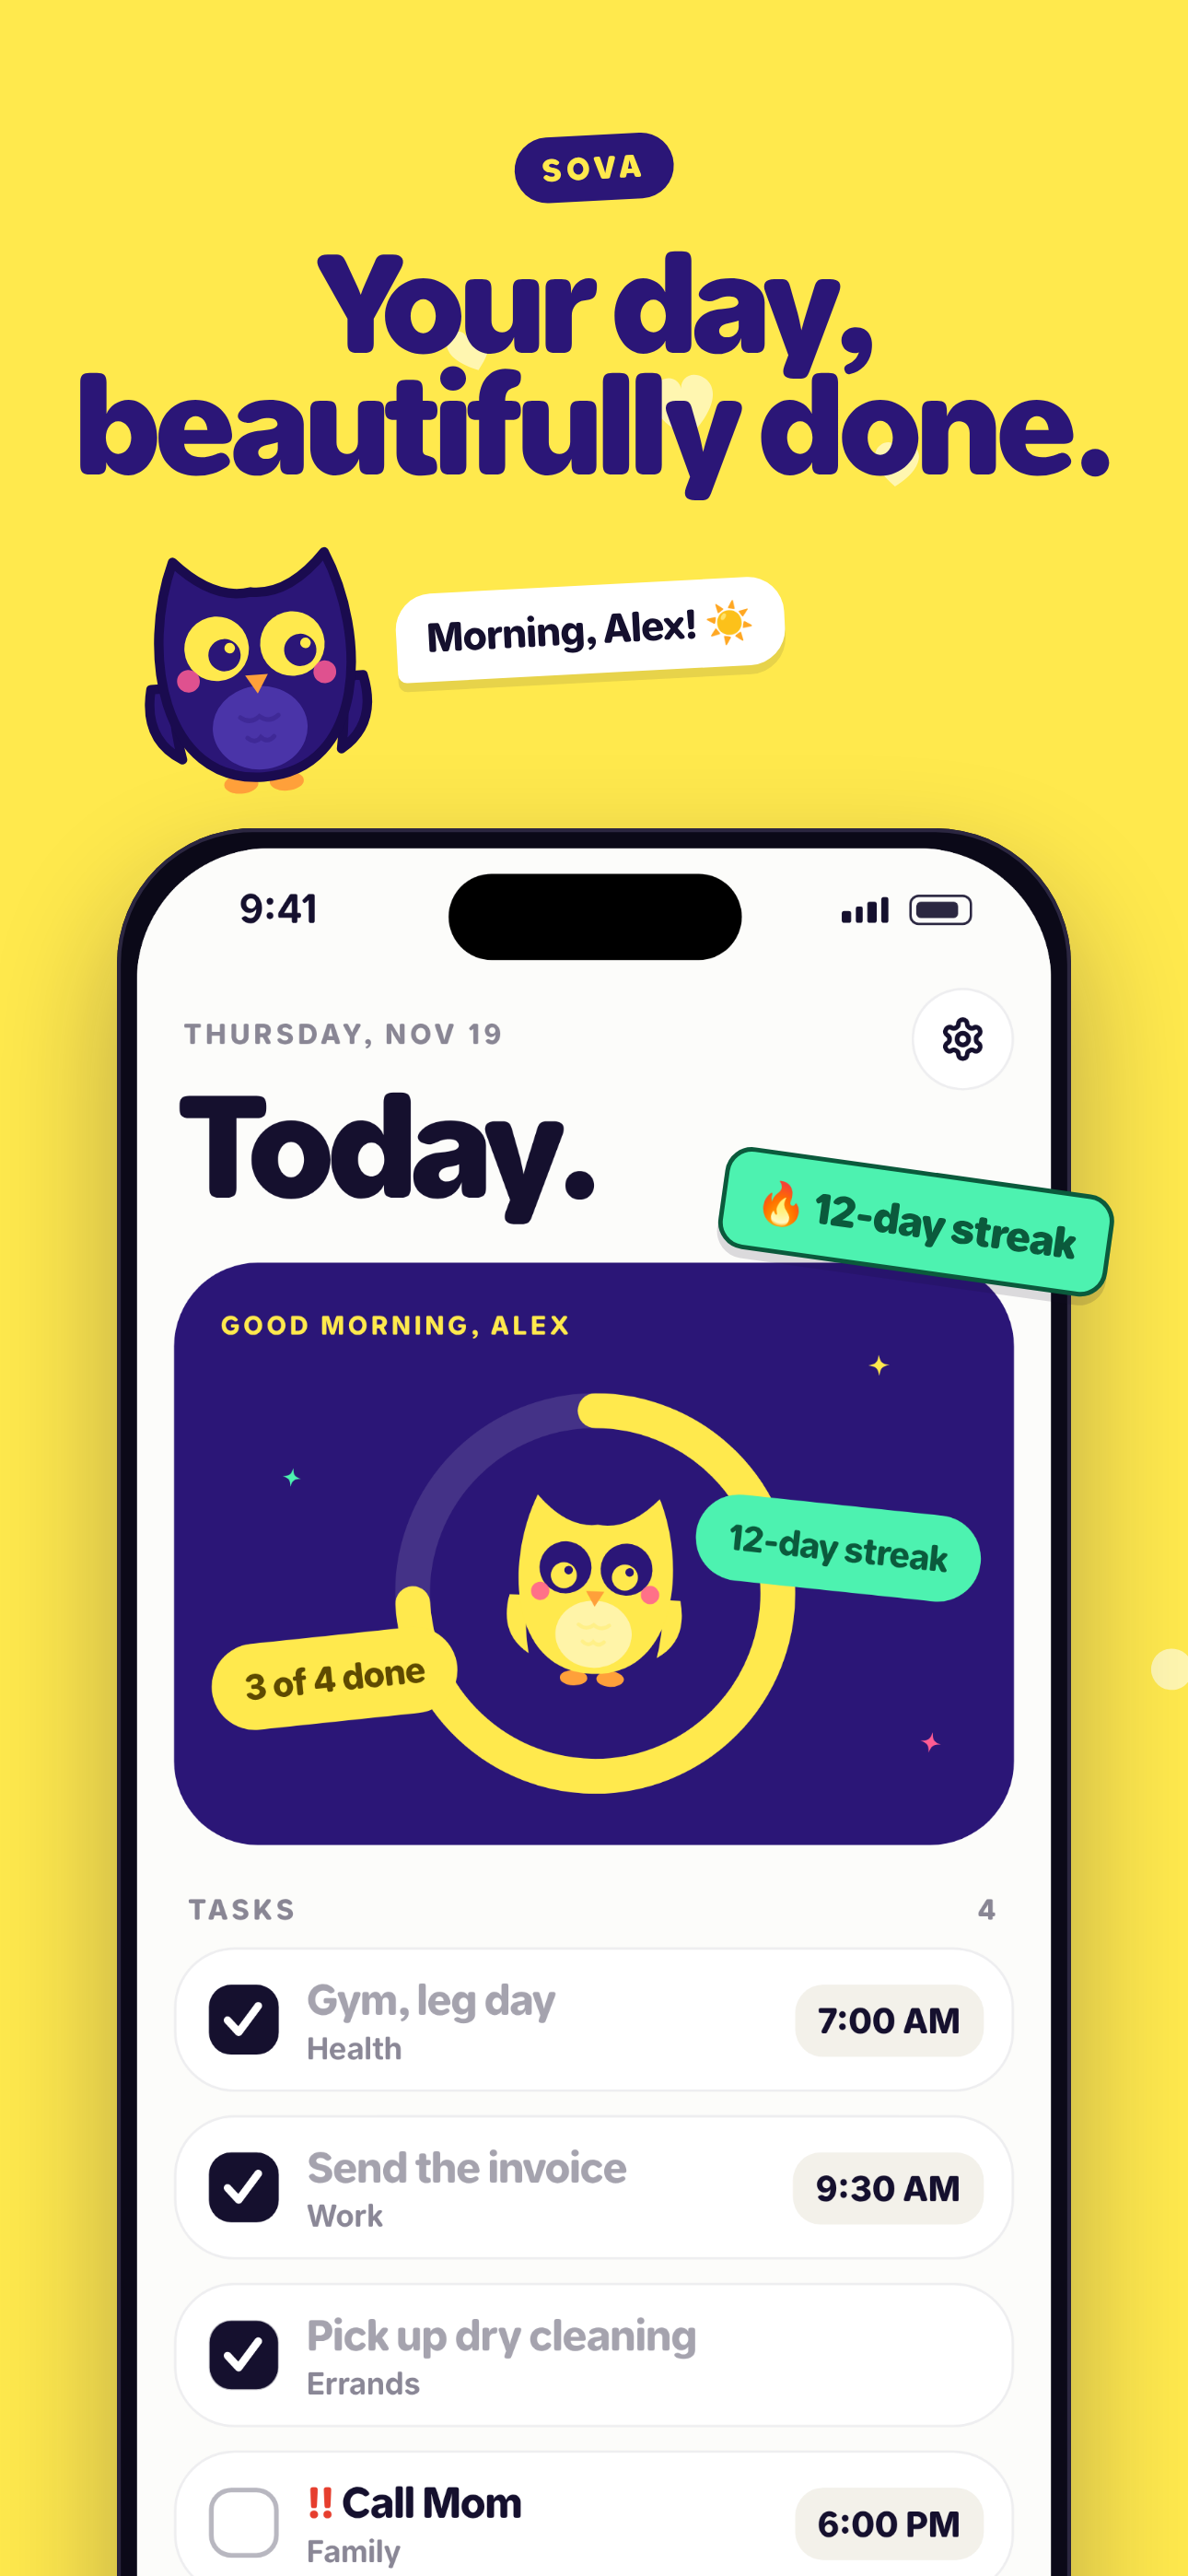 SOVA
Your day,
beautifully done.
Morning, Alex! ☀️
9:41
THURSDAY, NOV 19
Today.
🔥 12-day streak
GOOD MORNING, ALEX
12-day streak
3 of 4 done
TASKS 4
Gym, leg day
Health
7:00 AM
Send the invoice
Work
9:30 AM
Pick up dry cleaning
Errands
‼ Call Mom
Family
6:00 PM